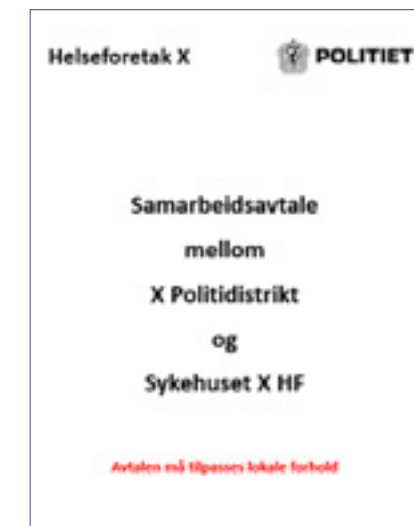 Helseforetak X
POLITIET
Samarbeidsavtale
mellom
X Politidistrikt
og
Sykehuset X HF
Avtalen må tilpasses lokale forhold